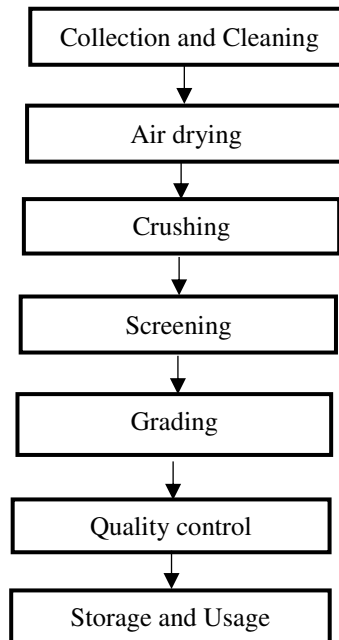 Collection and Cleaning
Air drying
Crushing
Screening
Grading
Quality control
Storage and Usage